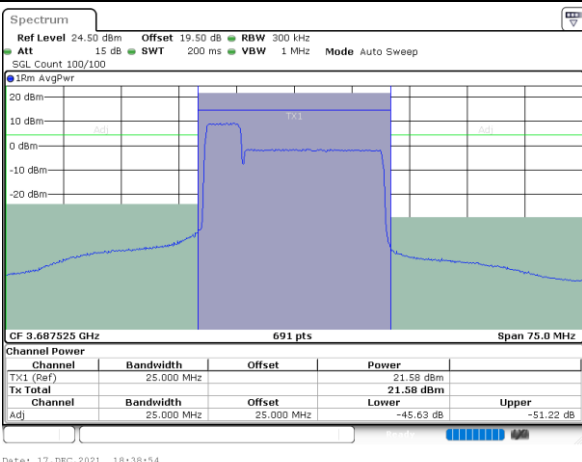 Spectrum
Ref Level 24.50 dBm Offset 19.50 dB RBW 300 kHz
Att 15 dB SWT 200 ms VBW 1 MHz Mode Auto Sweep
SGL Count 100/100
1Rm AvgPwr
20 dBm
TX1
10 dBm
Adj Adj
0 dBm
-10 dBm
-20 dBm
CF 3.687525 GHz 691 pts Span 75.0 MHz
Channel Power
Channel Bandwidth Offset Power
TX1 (Ref) 25.000 MHz 21.58 dBm
Tx Total 21.58 dBm
Channel Bandwidth Offset Lower Upper
Adj 25.000 MHz 25.000 MHz -45.63 dB -51.22 dB
Ready
Date: 17.DEC.2021 18:38:54